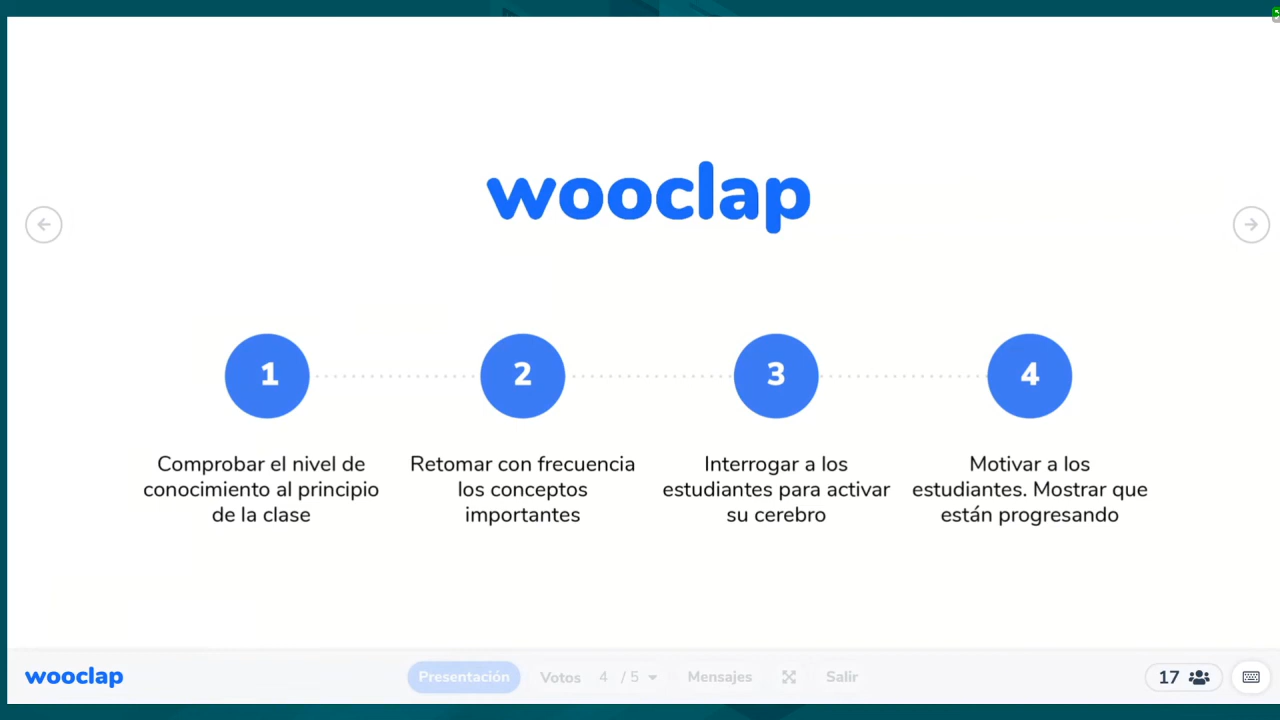 wooclap
1
2
3
4
Comprobar el nivel de
conocimiento al principio
de la clase
Retomar con frecuencia
los conceptos
importantes
Interrogar a los
estudiantes para activar
su cerebro
Motivar a los
estudiantes. Mostrar que
están progresando
wooclap
Presentación
Votos 4 / 5
Mensajes
Salir
17